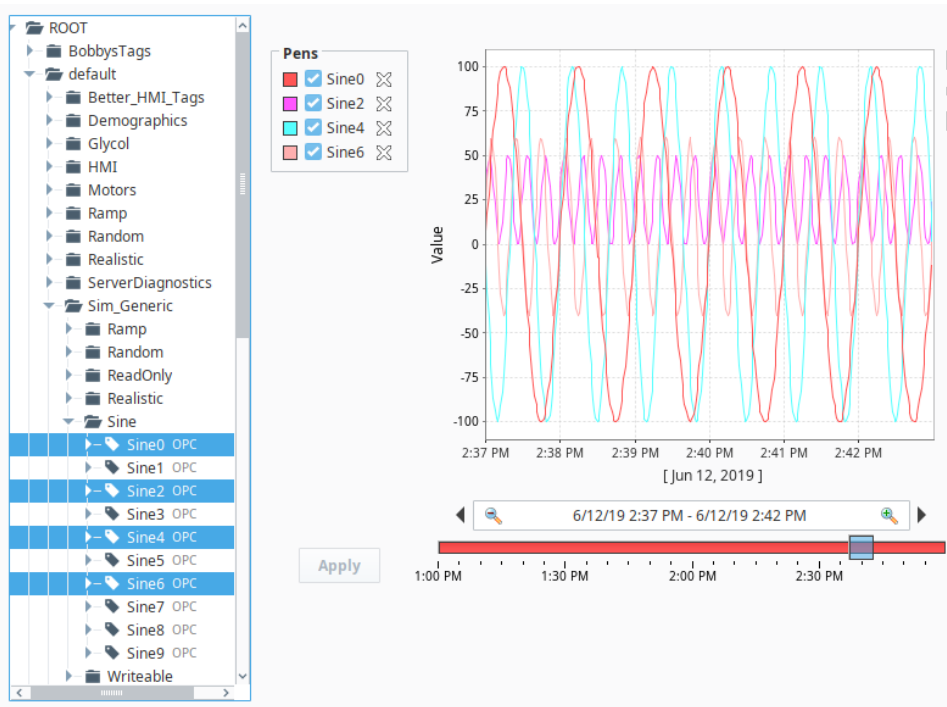 ROOT
BobbysTags
default
Better_HMI_Tags
Demographics
Glycol
HMI
Motors
Ramp
Random
Realistic
ServerDiagnostics
Sim_Generic
Ramp
Random
ReadOnly
Realistic
Sine
Sine0 OPC
Sine1 OPC
Sine2 OPC
Sine3 OPC
Sine4 OPC
Sine5 OPC
Sine6 OPC
Sine7 OPC
Sine8 OPC
Sine9 OPC
Writeable
Pens
Sine0
Sine2
Sine4
Sine6
Apply
Value
100
75
50
25
0
-25
-50
-75
-100
2:37 PM 2:38 PM 2:39 PM 2:40 PM 2:41 PM 2:42 PM
[ Jun 12, 2019 ]
6/12/19 2:37 PM - 6/12/19 2:42 PM
1:00 PM 1:30 PM 2:00 PM 2:30 PM